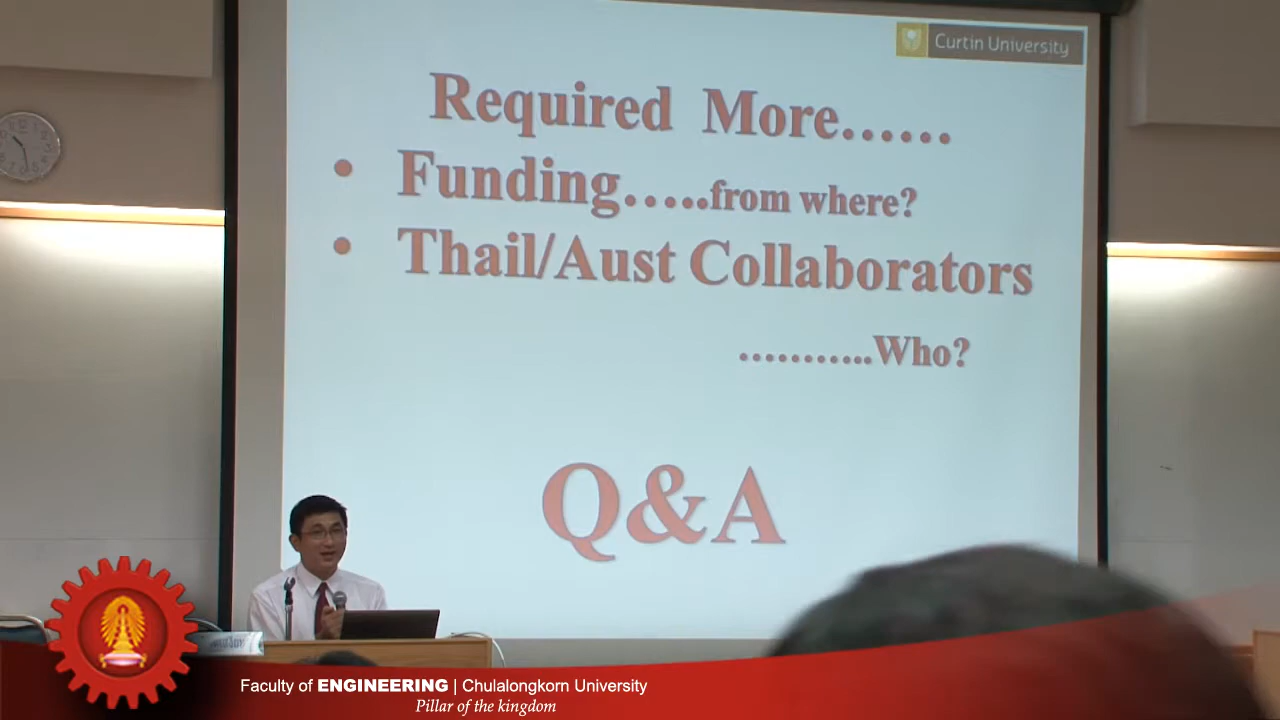 Curtin University
Required More......
• Funding.....from where?
• Thail/Aust Collaborators
...........Who?
Q&A
Faculty of ENGINEERING | Chulalongkorn University
Pillar of the kingdom